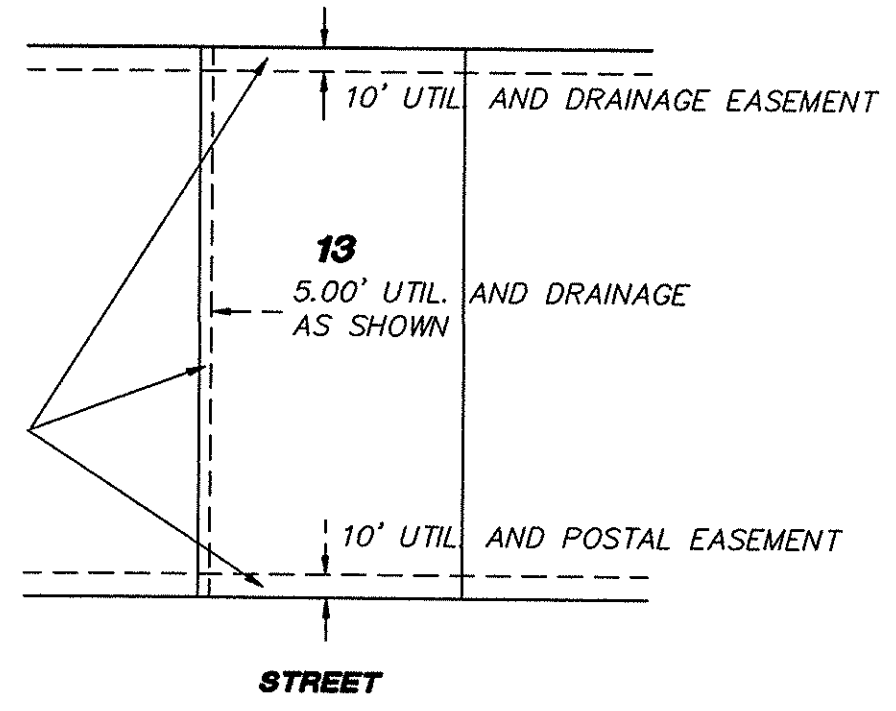 10' UTIL. AND DRAINAGE EASEMENT
13
5.00' UTIL. AND DRAINAGE
AS SHOWN
10' UTIL. AND POSTAL EASEMENT
STREET